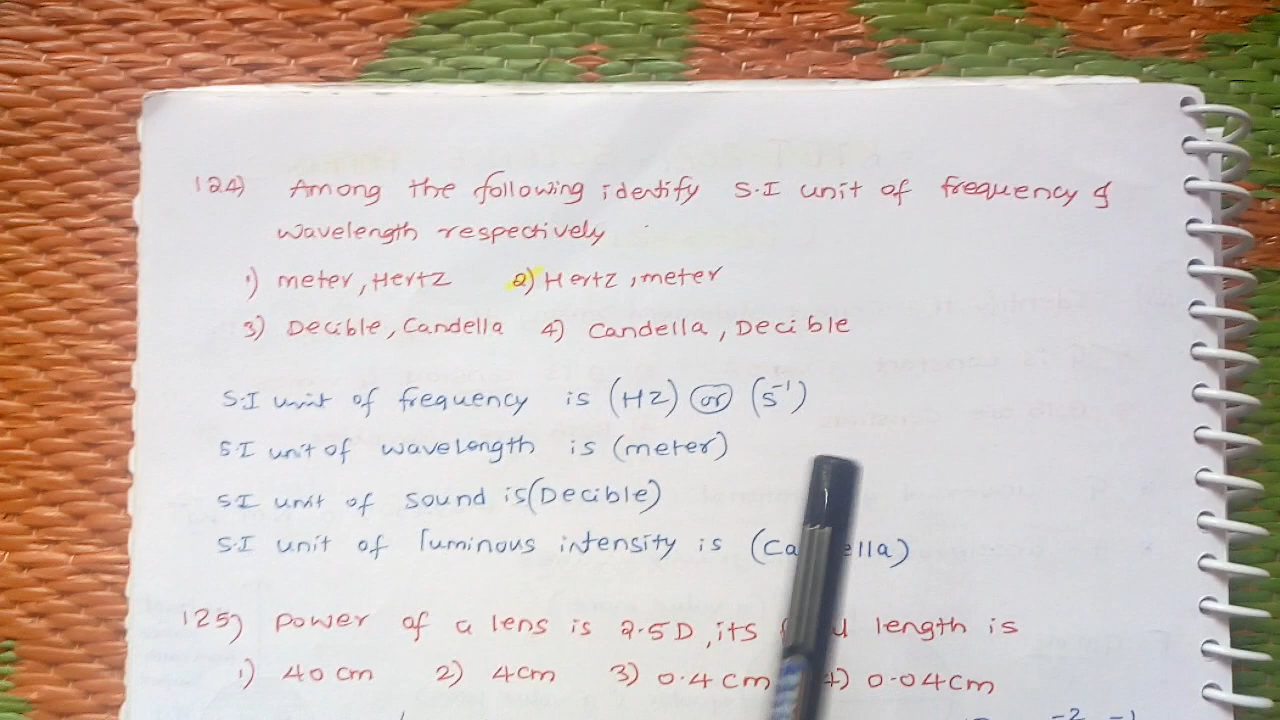 124) Among the following identify S.I unit of frequency &
wavelength respectively
1) meter, Hertz 2) Hertz, meter
3) Decible, Candella 4) Candella, Decible
S.I unit of frequency is (HZ) or (S⁻¹)
S.I unit of wavelength is (meter)
S.I unit of sound is (Decible)
S.I unit of luminous intensity is
125) Power of a lens is 2.5D, its length is
1) 40 cm 2) 4cm 3) 0.4 cm 4) 0.04cm